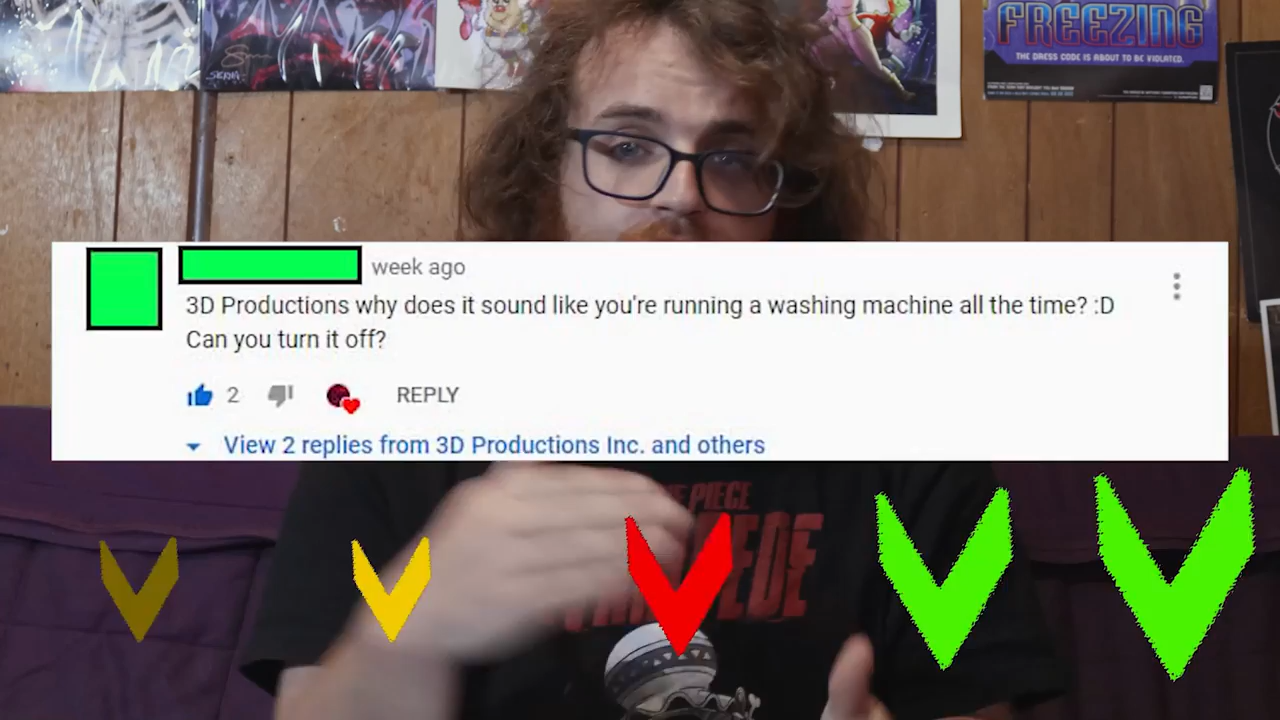 FREEZING
THE DRESS CODE IS ABOUT TO BE VIOLATED.
week ago
3D Productions why does it sound like you're running a washing machine all the time? :D
Can you turn it off?
2
REPLY
View 2 replies from 3D Productions Inc. and others
PIECE